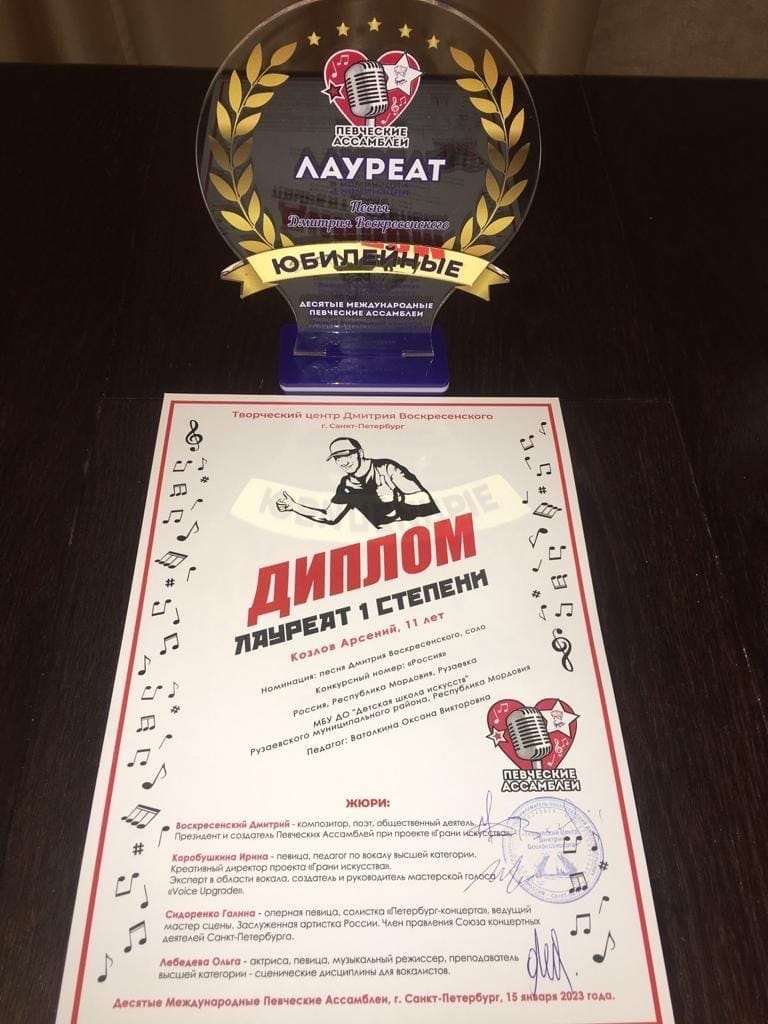 ПЕВЧЕСКИЕ
АССАМБЛЕИ
ЛАУРЕАТ
Песня
Дмитрия Воскресенского
ЮБИЛЕЙНЫЕ
ДЕСЯТЫЕ МЕЖДУНАРОДНЫЕ
ПЕВЧЕСКИЕ АССАМБЛЕИ
Творческий центр Дмитрия Воскресенского
г. Санкт-Петербург
ДИПЛОМ
ЛАУРЕАТ 1 СТЕПЕНИ
Козлов Арсений, 11 лет
Номинация: песня Дмитрия Воскресенского, соло
Конкурсный номер: «Россия»
Россия, Республика Мордовия, Рузаевка
МБУ ДО "Детская школа искусств"
Рузаевского муниципального района, Республика Мордовия
Педагог: Ватолкина Оксана Викторовна
ПЕВЧЕСКИЕ
АССАМБЛЕИ
ЖЮРИ:
Воскресенский Дмитрий - композитор, поэт, общественный деятель,
Президент и создатель Певческих Ассамблей при проекте «Грани искусства».
Коробушкина Ирина - певица, педагог по вокалу высшей категории.
Креативный директор проекта «Грани искусства».
Эксперт в области вокала, создатель и руководитель мастерской голоса
«Voice Upgrade».
Сидоренко Галина - оперная певица, солистка «Петербург-концерта», ведущий
мастер сцены. Заслуженная артистка России. Член правления Союза концертных
деятелей Санкт-Петербурга.
Лебедева Ольга - актриса, певица, музыкальный режиссер, преподаватель
высшей категории - сценические дисциплины для вокалистов.
Десятые Международные Певческие Ассамблеи, г. Санкт-Петербург, 15 января 2023 года.